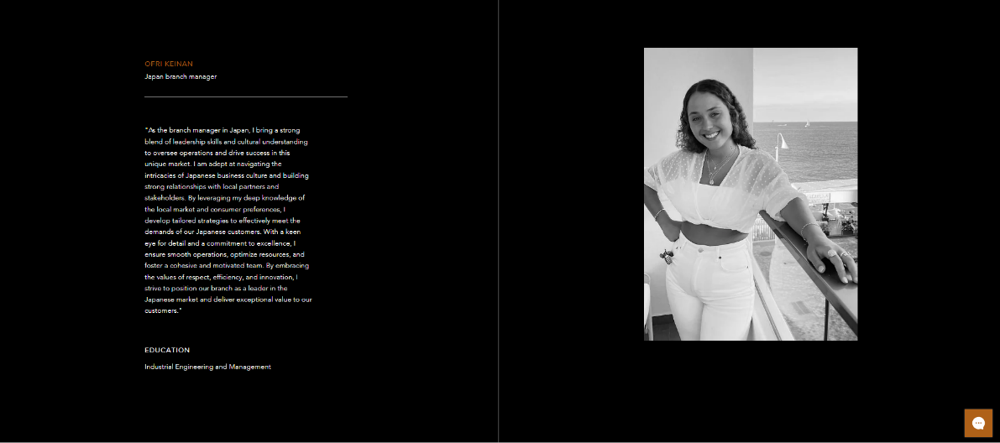 OFRI KEINAN
Japan branch manager
"As the branch manager in Japan, I bring a strong
blend of leadership skills and cultural understanding
to oversee operations and drive success in this
unique market. I am adept at navigating the
intricacies of Japanese business culture and building
strong relationships with local partners and
stakeholders. By leveraging my deep knowledge of
the local market and consumer preferences, I
develop tailored strategies to effectively meet the
demands of our Japanese customers. With a keen
eye for detail and a commitment to excellence, I
ensure smooth operations, optimize resources, and
foster a cohesive and motivated team. By embracing
the values of respect, efficiency, and innovation, I
strive to position our branch as a leader in the
Japanese market and deliver exceptional value to our
customers."
EDUCATION
Industrial Engineering and Management